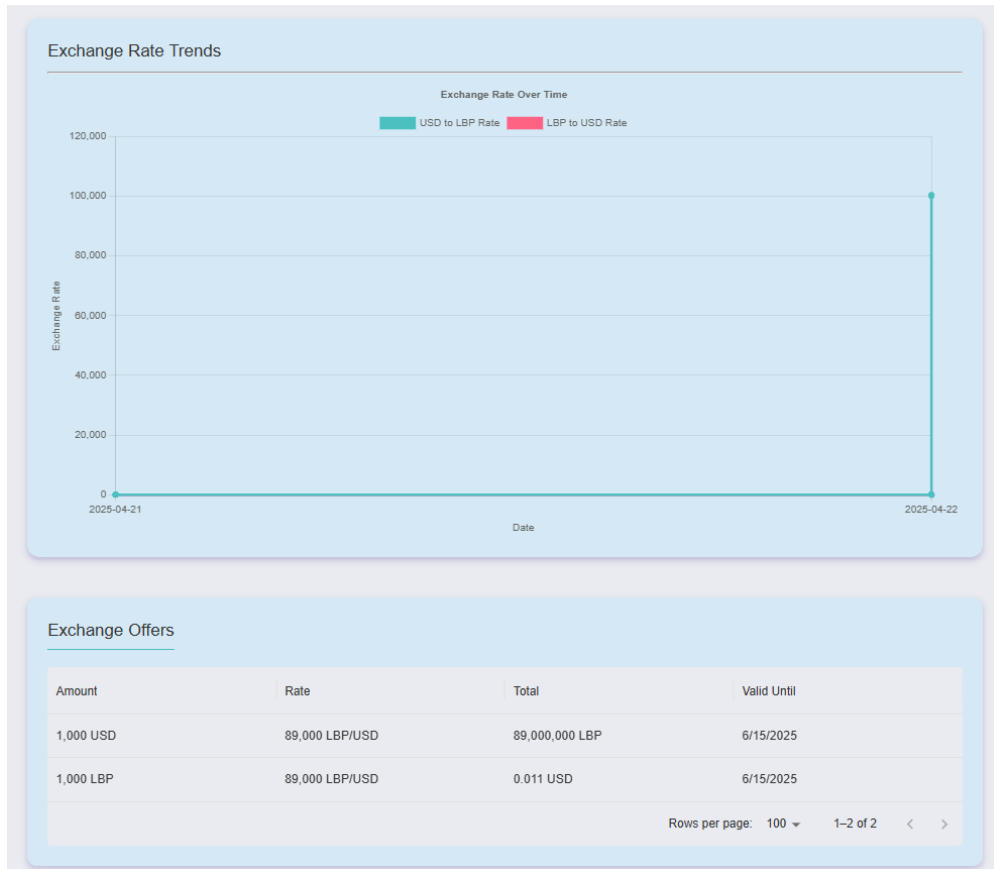 Exchange Rate Trends
Exchange Rate Over Time
USD to LBP Rate LBP to USD Rate
120,000
100,000
80,000
60,000
40,000
20,000
0
Exchange Rate
2025-04-21 2025-04-22
Date
Exchange Offers
Amount Rate Total Valid Until
1,000 USD 89,000 LBP/USD 89,000,000 LBP 6/15/2025
1,000 LBP 89,000 LBP/USD 0.011 USD 6/15/2025
Rows per page: 100 1–2 of 2